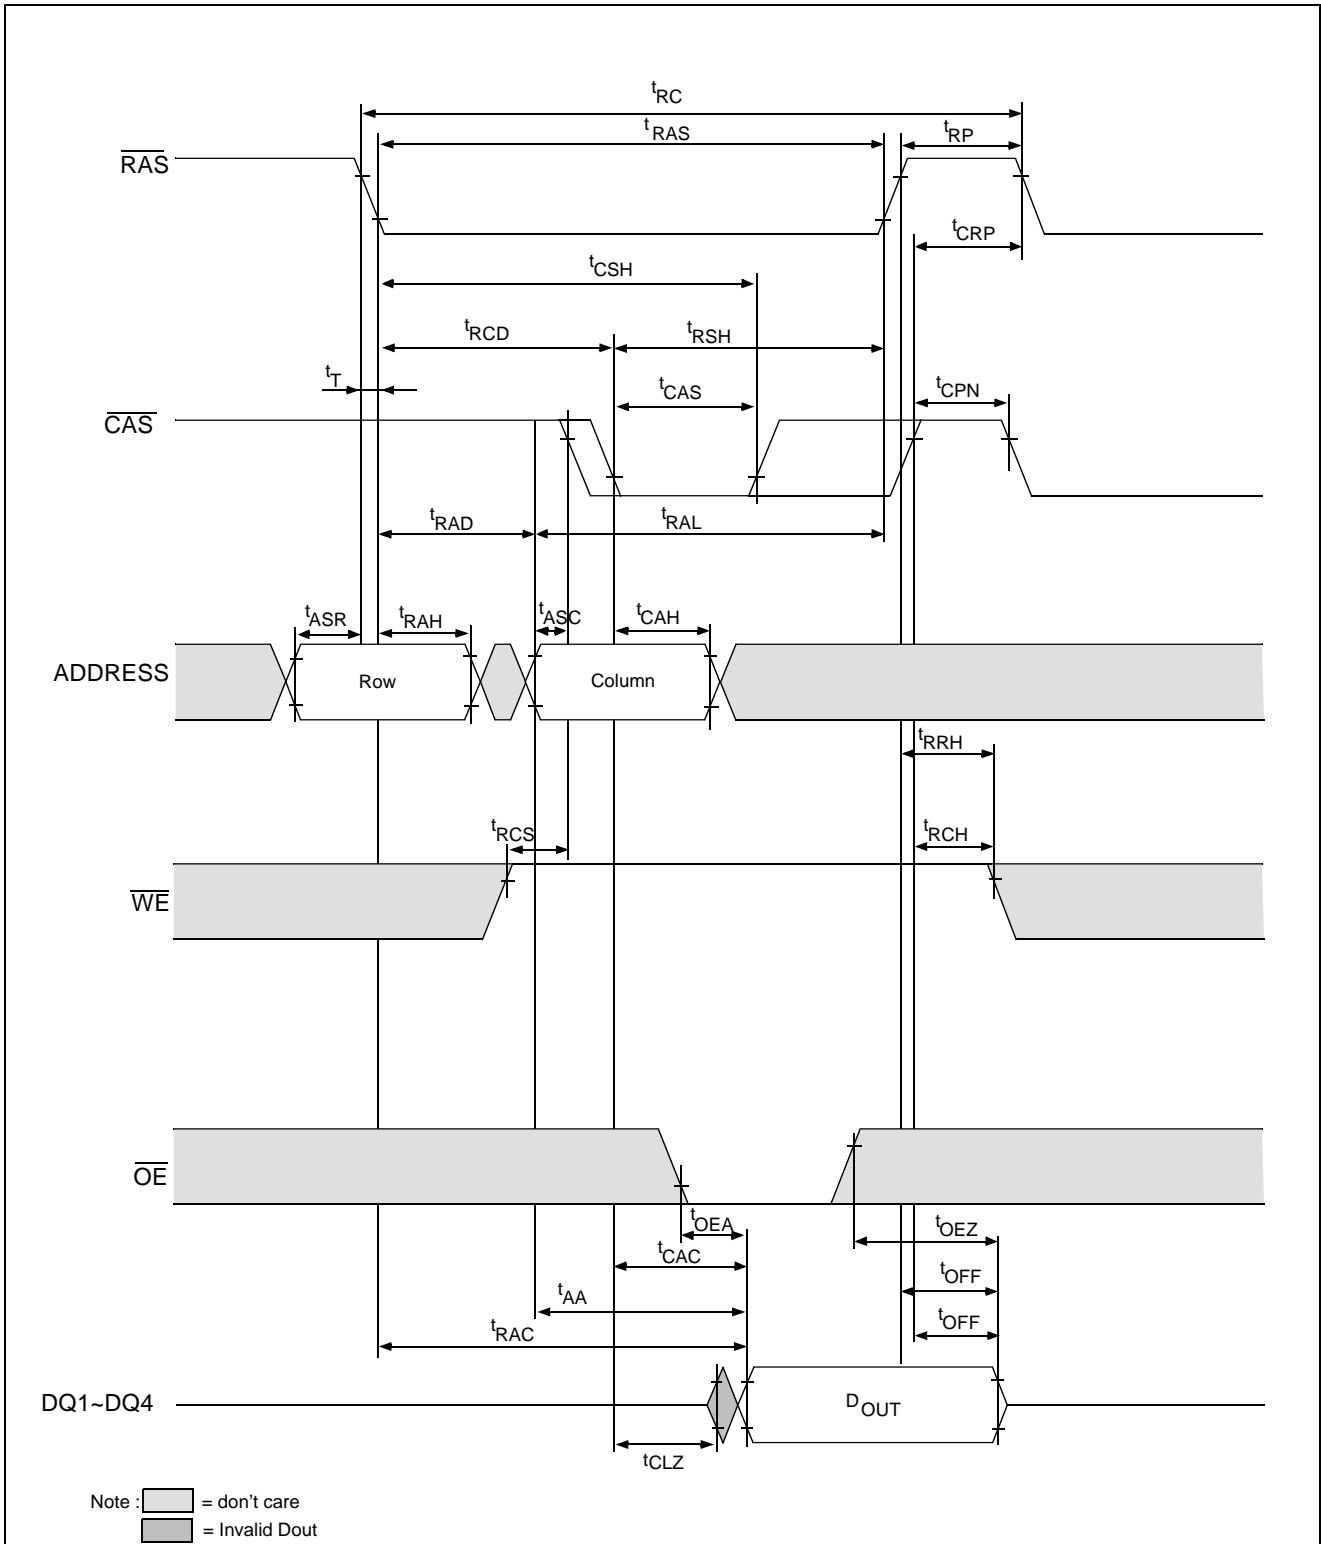 tRC
tRAS
tRP
RAS
tCRP
tCSH
tRCD
tRSH
tT
tCAS
tCPN
CAS
tRAD
tRAL
tASR
tRAH
tASC
tCAH
ADDRESS
Row
Column
tRRH
tRCS
tRCH
WE
OE
tOEA
tOEZ
tCAC
tOFF
tAA
tOFF
tRAC
DQ1~DQ4
DOUT
tCLZ
Note : = don't care
= Invalid Dout